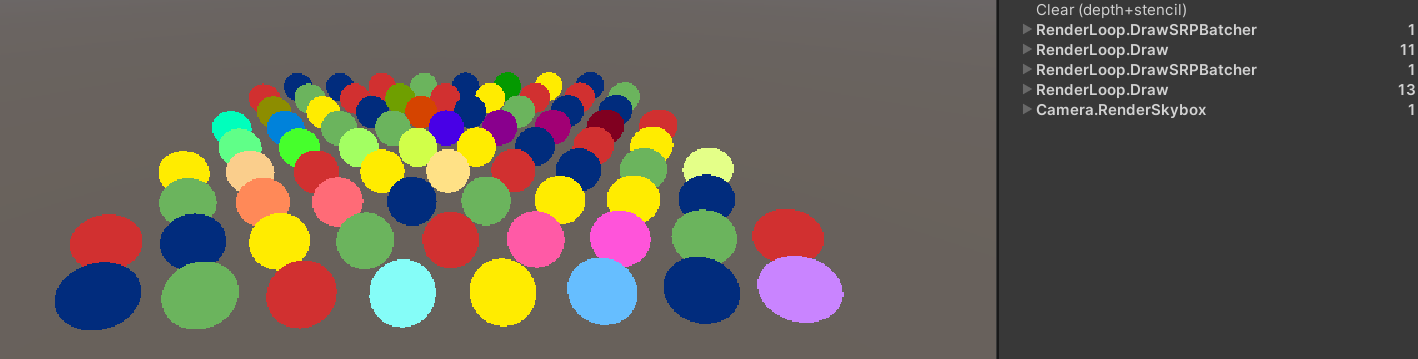 Clear (depth+stencil)
RenderLoop.DrawSRPBatcher 1
RenderLoop.Draw 11
RenderLoop.DrawSRPBatcher 1
RenderLoop.Draw 13
Camera.RenderSkybox 1